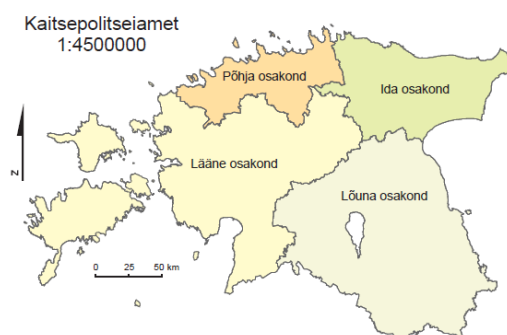 Kaitsepolitseiamet
1:4500000
Põhja osakond
Ida osakond
Lääne osakond
Lõuna osakond
N
0 25 50 km